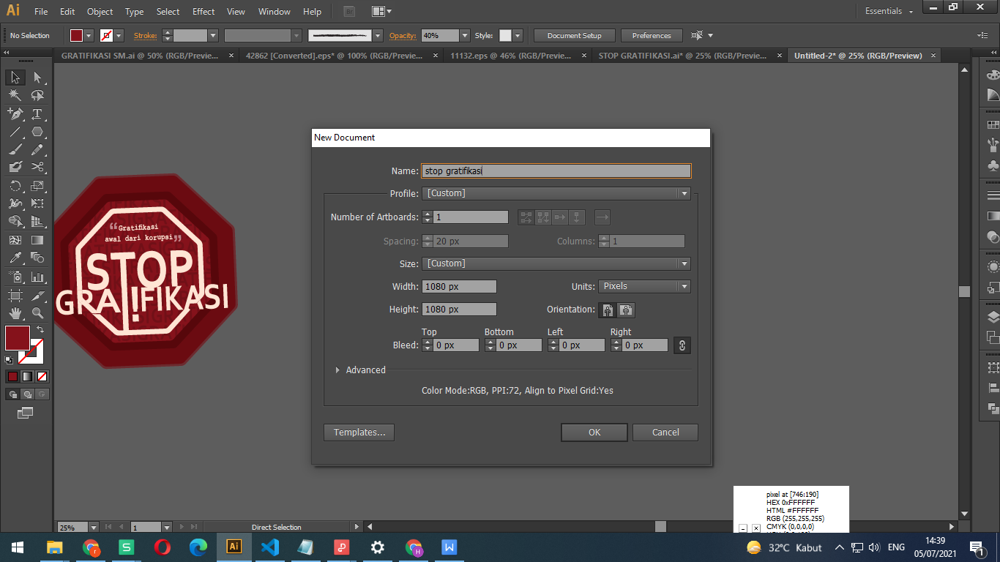 Ai File Edit Object Type Select Effect View Window Help Br Essentials
No Selection Stroke: Opacity: 40% Style: Document Setup Preferences
GRATIFIKASI SM.ai @ 50% (RGB/Previe... × 42862 [Converted].eps* @ 100% (RGB/Previe... × 11132.eps @ 46% (RGB/Previe... × STOP GRATIFIKASI.ai* @ 25% (RGB/Previe... × Untitled-2* @ 25% (RGB/Preview) ×
New Document
Name: stop gratifikasi
Profile: [Custom]
Number of Artboards: 1
Spacing: 20 px Columns: 1
Size: [Custom]
Width: 1080 px Units: Pixels
Height: 1080 px Orientation:
Top Bottom Left Right
Bleed: 0 px 0 px 0 px 0 px
Advanced
Color Mode:RGB, PPI:72, Align to Pixel Grid:Yes
Templates... OK Cancel
“Gratifikasi
awal dari korupsi”
STOP
GRATIFIKASI
!
pixel at [746:190]
HEX 0xFFFFFF
HTML #FFFFFF
RGB (255,255,255)
CMYK (0,0,0,0)
25% 1 Direct Selection
Ai S P W 32°C Kabut ENG 14:39
05/07/2021 1